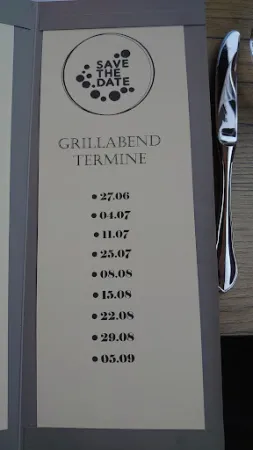 SAVE
THE
DATE
GRILLABEND
TERMINE
• 27.06
• 04.07
• 11.07
• 25.07
• 08.08
• 15.08
• 22.08
• 29.08
• 05.09